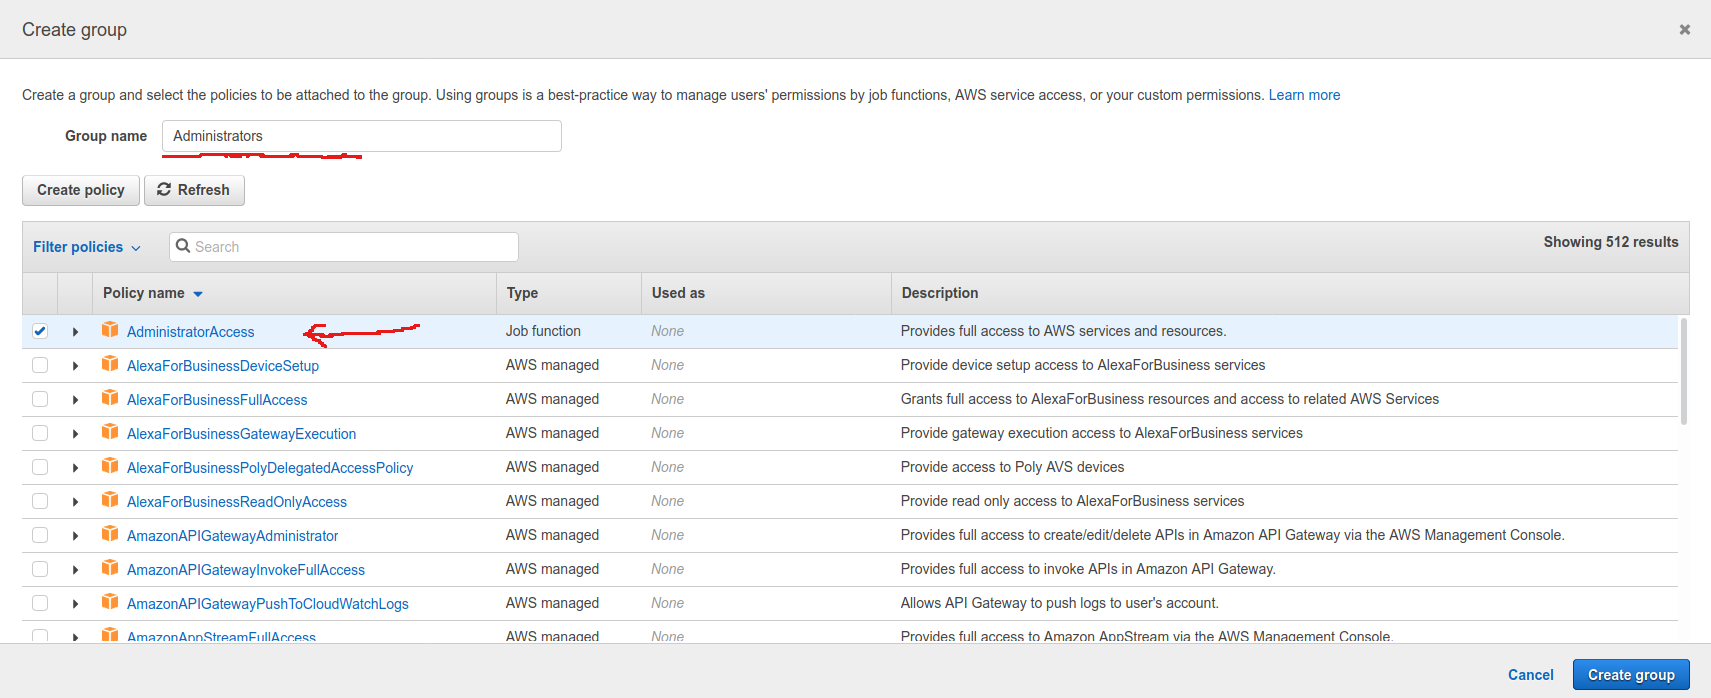 Create group
×
Create a group and select the policies to be attached to the group. Using groups is a best-practice way to manage users' permissions by job functions, AWS service access, or your custom permissions. Learn more
Group name Administrators
Create policy Refresh
Filter policies Search Showing 512 results
Policy name Type Used as Description
AdministratorAccess Job function None Provides full access to AWS services and resources.
AlexaForBusinessDeviceSetup AWS managed None Provide device setup access to AlexaForBusiness services
AlexaForBusinessFullAccess AWS managed None Grants full access to AlexaForBusiness resources and access to related AWS Services
AlexaForBusinessGatewayExecution AWS managed None Provide gateway execution access to AlexaForBusiness services
AlexaForBusinessPolyDelegatedAccessPolicy AWS managed None Provide access to Poly AVS devices
AlexaForBusinessReadOnlyAccess AWS managed None Provide read only access to AlexaForBusiness services
AmazonAPIGatewayAdministrator AWS managed None Provides full access to create/edit/delete APIs in Amazon API Gateway via the AWS Management Console.
AmazonAPIGatewayInvokeFullAccess AWS managed None Provides full access to invoke APIs in Amazon API Gateway.
AmazonAPIGatewayPushToCloudWatchLogs AWS managed None Allows API Gateway to push logs to user's account.
AmazonAppStreamFullAccess AWS managed None Provides full access to Amazon AppStream via the AWS Management Console.
Cancel Create group